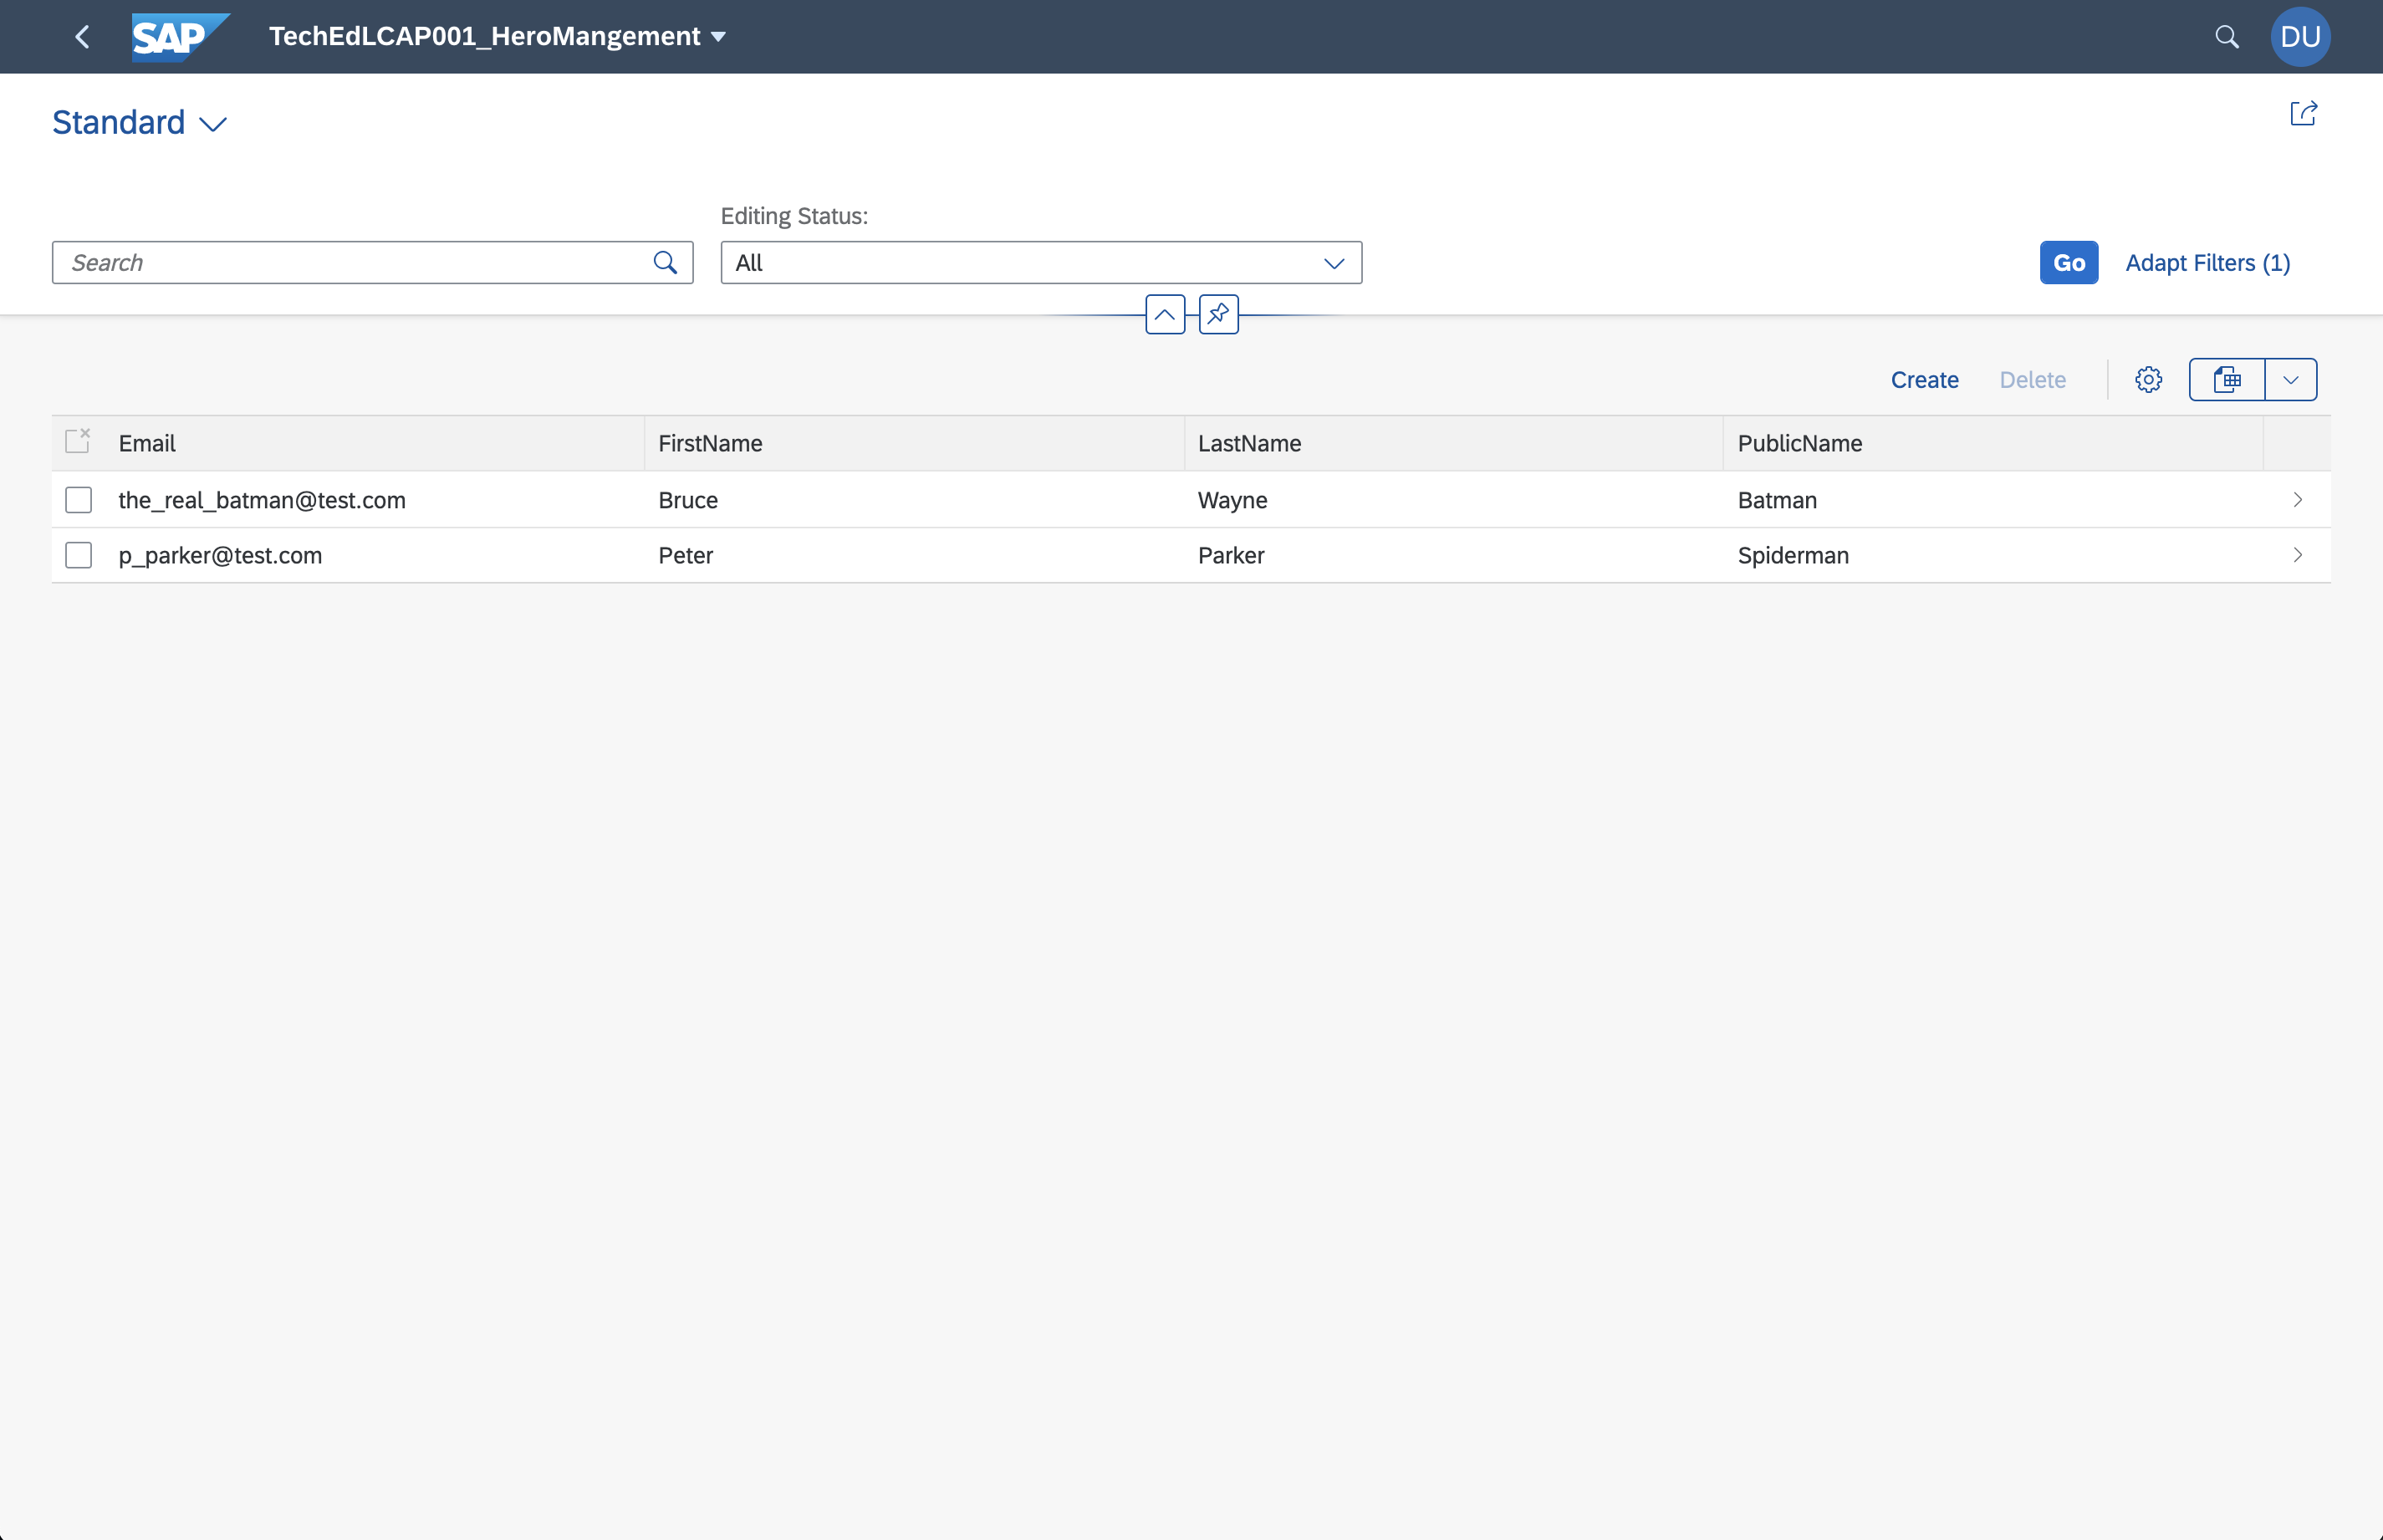 SAP TechEdLCAP001_HeroMangement DU
Standard
Editing Status:
Search All Go Adapt Filters (1)
Create Delete
Email FirstName LastName PublicName
the_real_batman@test.com Bruce Wayne Batman
p_parker@test.com Peter Parker Spiderman